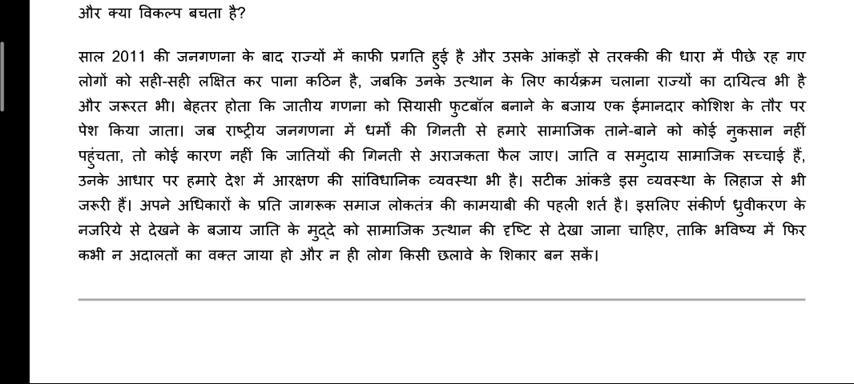 और क्या विकल्प बचता है?
साल 2011 की जनगणना के बाद राज्यों में काफी प्रगति हुई है और उसके आंकड़ों से तरक्की की धारा में पीछे रह गए
लोगों को सही-सही लक्षित कर पाना कठिन है, जबकि उनके उत्थान के लिए कार्यक्रम चलाना राज्यों का दायित्व भी है
और जरूरत भी। बेहतर होता कि जातीय गणना को सियासी फुटबॉल बनाने के बजाय एक ईमानदार कोशिश के तौर पर
पेश किया जाता। जब राष्ट्रीय जनगणना में धर्मों की गिनती से हमारे सामाजिक ताने-बाने को कोई नुकसान नहीं
पहुंचता, तो कोई कारण नहीं कि जातियों की गिनती से अराजकता फैल जाए। जाति व समुदाय सामाजिक सच्चाई हैं,
उनके आधार पर हमारे देश में आरक्षण की सांविधानिक व्यवस्था भी है। सटीक आंकडे इस व्यवस्था के लिहाज से भी
जरूरी हैं। अपने अधिकारों के प्रति जागरूक समाज लोकतंत्र की कामयाबी की पहली शर्त है। इसलिए संकीर्ण ध्रुवीकरण के
नजरिये से देखने के बजाय जाति के मुद्दे को सामाजिक उत्थान की दृष्टि से देखा जाना चाहिए, ताकि भविष्य में फिर
कभी न अदालतों का वक्त जाया हो और न ही लोग किसी छलावे के शिकार बन सकें।